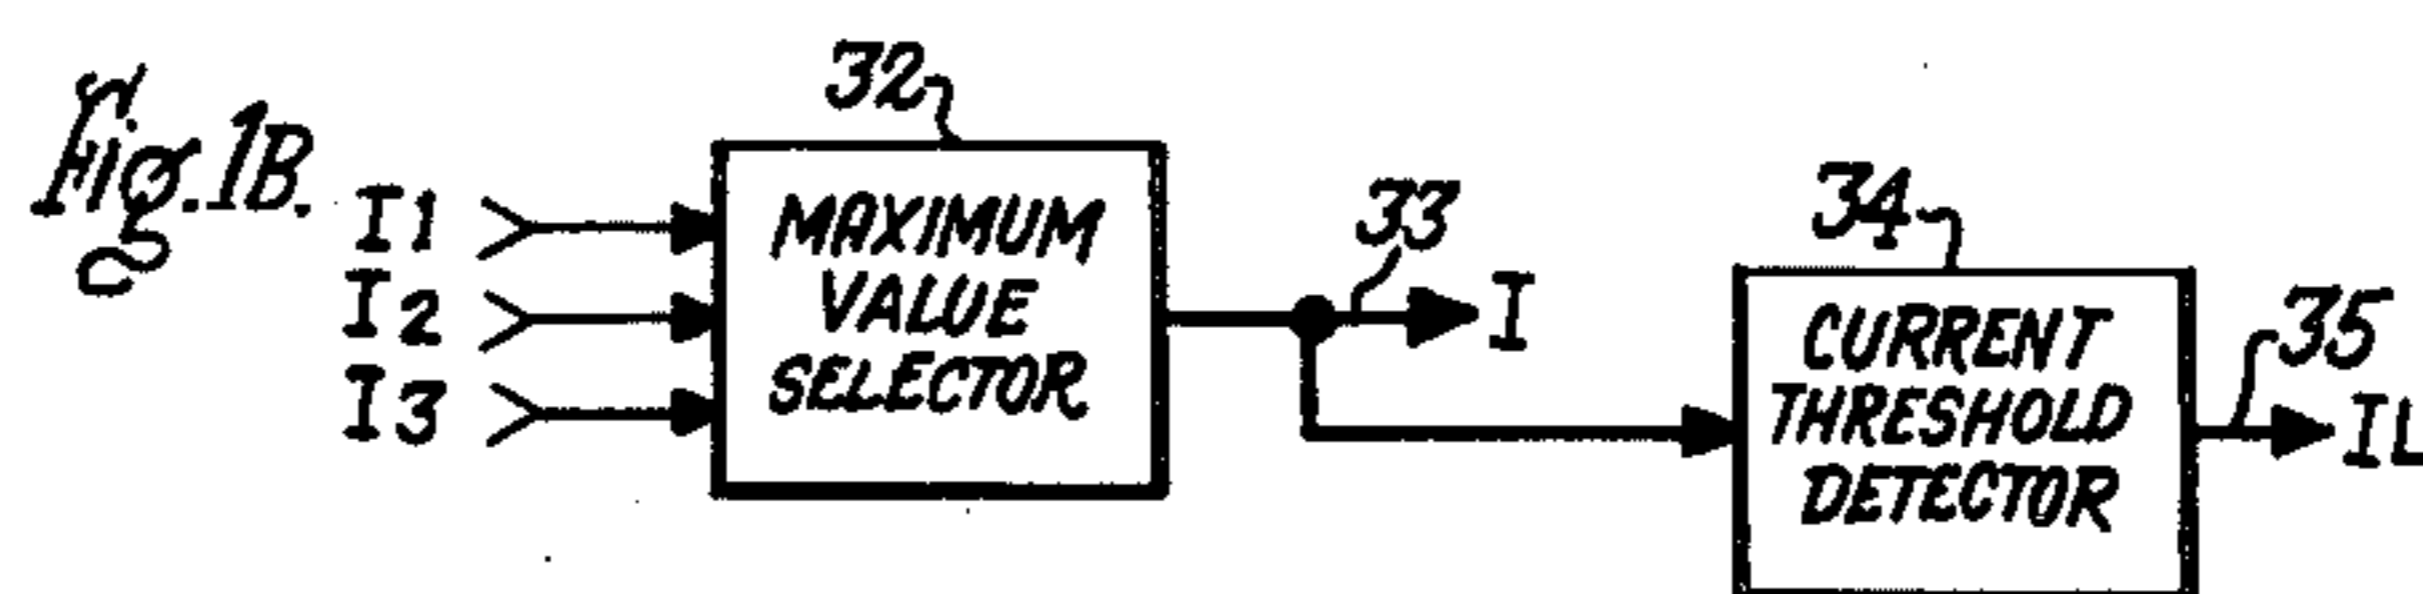 Fig. 1B.
32
I1
I2
I3
MAXIMUM
VALUE
SELECTOR
33
I
34
CURRENT
THRESHOLD
DETECTOR
35
IL